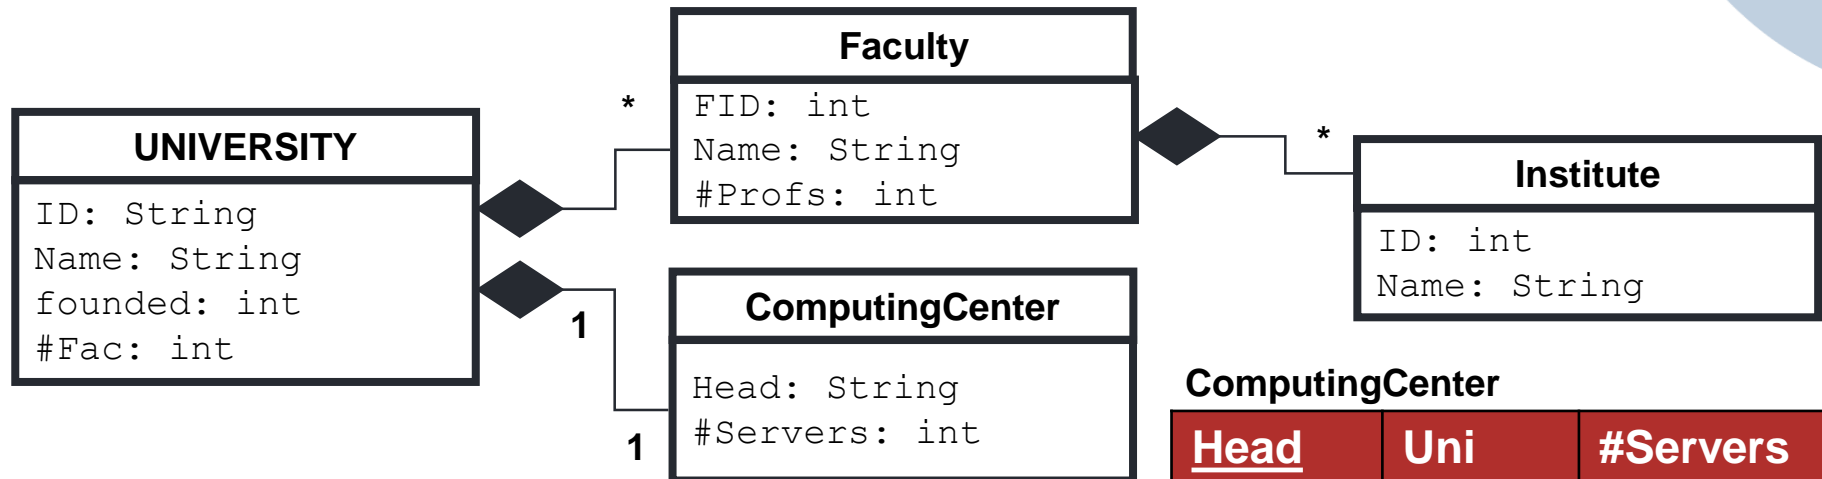 UNIVERSITY
ID: String
Name: String
founded: int
#Fac: int
*
1
1
Faculty
FID: int
Name: String
#Profs: int
ComputingCenter
Head: String
#Servers: int
*
Institute
ID: int
Name: String
ComputingCenter
Head Uni #Servers